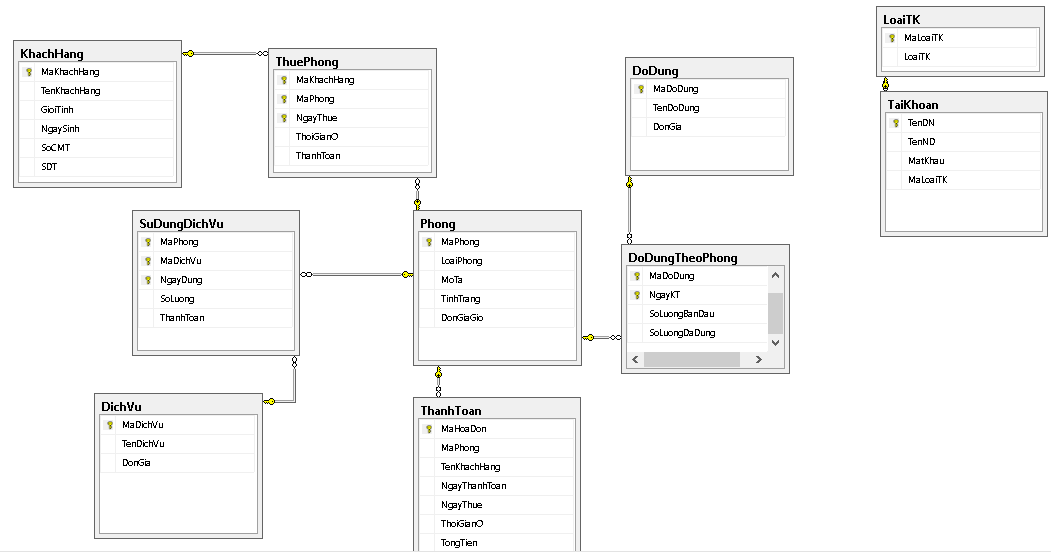 KhachHang
MaKhachHang
TenKhachHang
GioiTinh
NgaySinh
SoCMT
SDT
ThuePhong
MaKhachHang
MaPhong
NgayThue
ThoiGianO
ThanhToan
DoDung
MaDoDung
TenDoDung
DonGia
LoaiTK
MaLoaiTK
LoaiTK
TaiKhoan
TenDN
TenND
MatKhau
MaLoaiTK
SuDungDichVu
MaPhong
MaDichVu
NgayDung
SoLuong
ThanhToan
Phong
MaPhong
LoaiPhong
MoTa
TinhTrang
DonGiaGio
DoDungTheoPhong
MaDoDung
NgayKT
SoLuongBanDau
SoLuongDaDung
DichVu
MaDichVu
TenDichVu
DonGia
ThanhToan
MaHoaDon
MaPhong
TenKhachHang
NgayThanhToan
NgayThue
ThoiGianO
TongTien